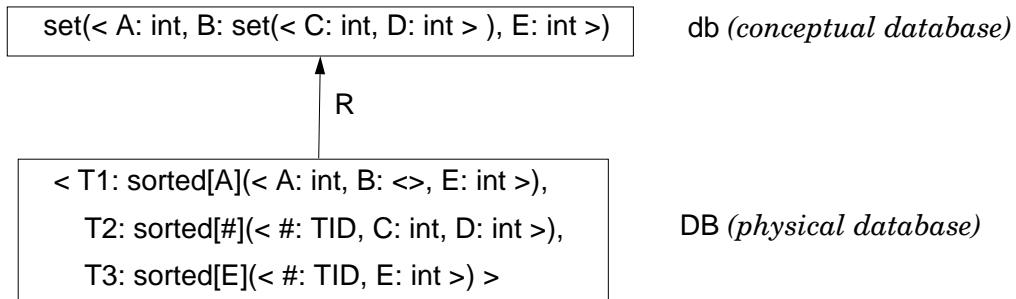 set(< A: int, B: set(< C: int, D: int > ), E: int >) db (conceptual database)
R
< T1: sorted[A](< A: int, B: <>, E: int >),
T2: sorted[#](< #: TID, C: int, D: int >), DB (physical database)
T3: sorted[E](< #: TID, E: int >) >